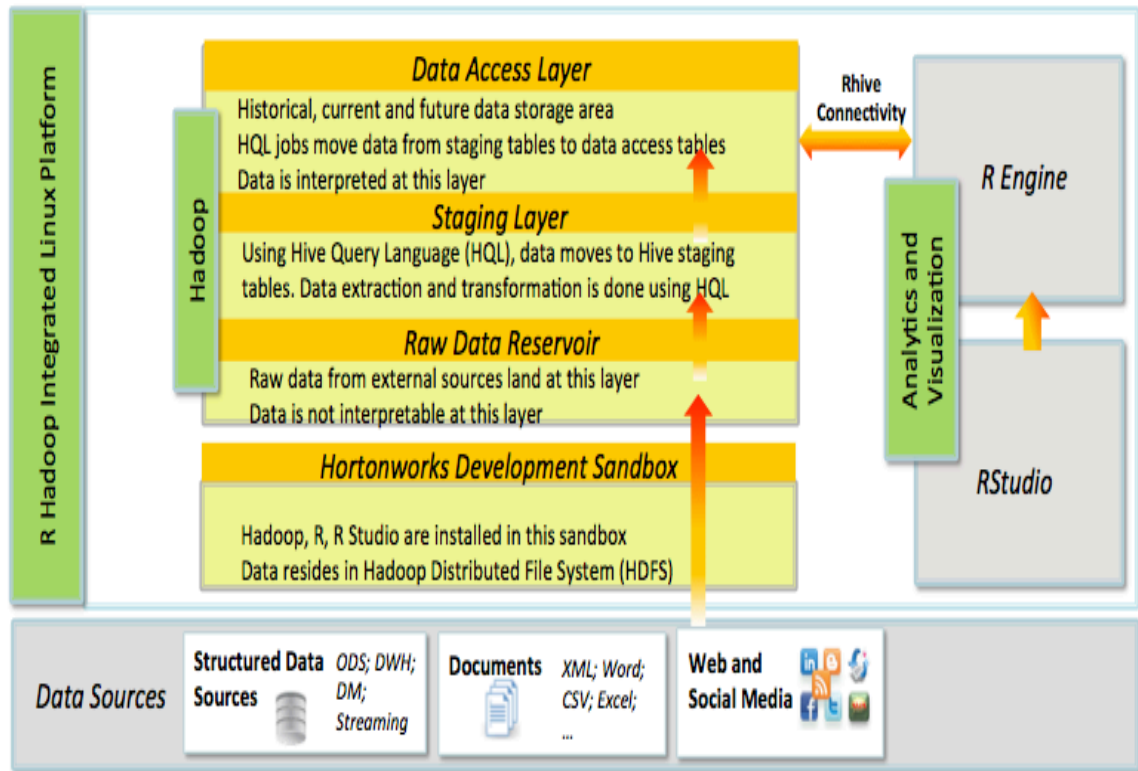 R Hadoop Integrated Linux Platform
Hadoop
Data Access Layer
Historical, current and future data storage area
HQL jobs move data from staging tables to data access tables
Data is interpreted at this layer
Staging Layer
Using Hive Query Language (HQL), data moves to Hive staging
tables. Data extraction and transformation is done using HQL
Raw Data Reservoir
Raw data from external sources land at this layer
Data is not interpretable at this layer
Hortonworks Development Sandbox
Hadoop, R, R Studio are installed in this sandbox
Data resides in Hadoop Distributed File System (HDFS)
Rhive
Connectivity
R Engine
Analytics and
Visualization
RStudio
Data Sources
Structured Data
Sources
ODS; DWH;
DM;
Streaming
Documents
XML; Word;
CSV; Excel;
...
Web and
Social Media